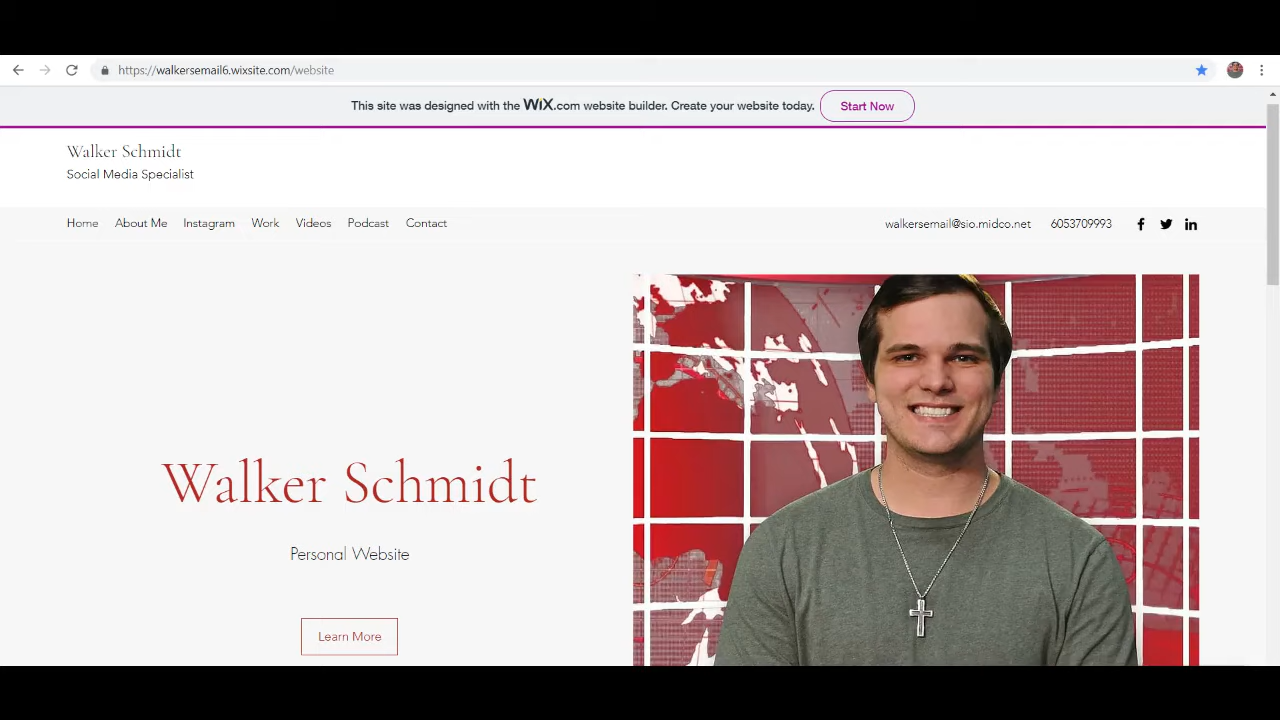 https://walkersemail6.wixsite.com/website
This site was designed with the WiX.com website builder. Create your website today. Start Now
Walker Schmidt
Social Media Specialist
Home About Me Instagram Work Videos Podcast Contact walkersemail@sio.midco.net 6053709993
Walker Schmidt
Personal Website
Learn More